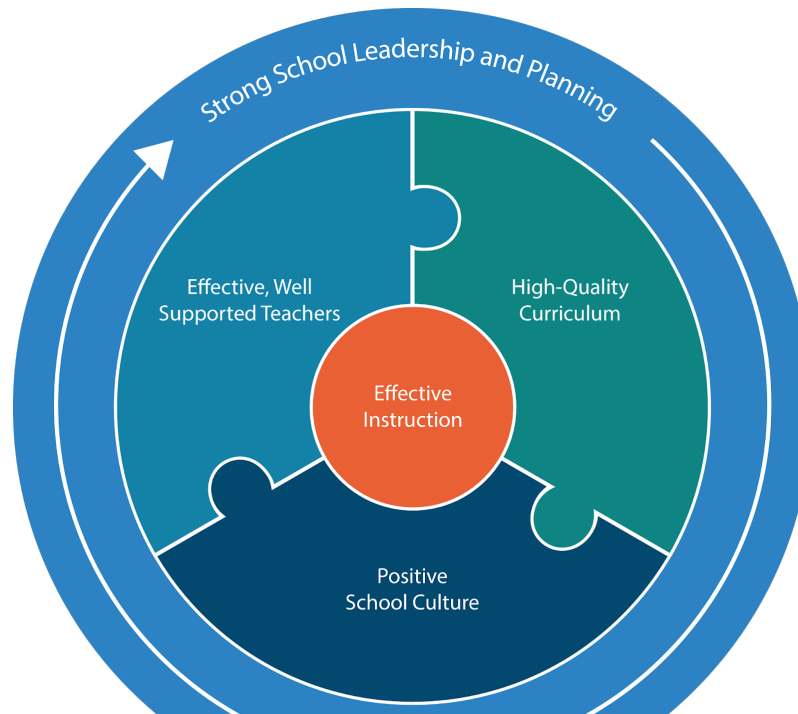 Strong School Leadership and Planning
Effective, Well
Supported Teachers
High-Quality
Curriculum
Effective
Instruction
Positive
School Culture